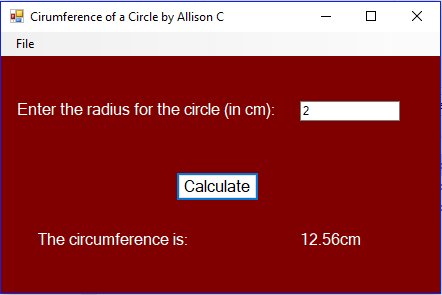 Cirumference of a Circle by Allison C
File
Enter the radius for the circle (in cm): 2
Calculate
The circumference is: 12.56cm